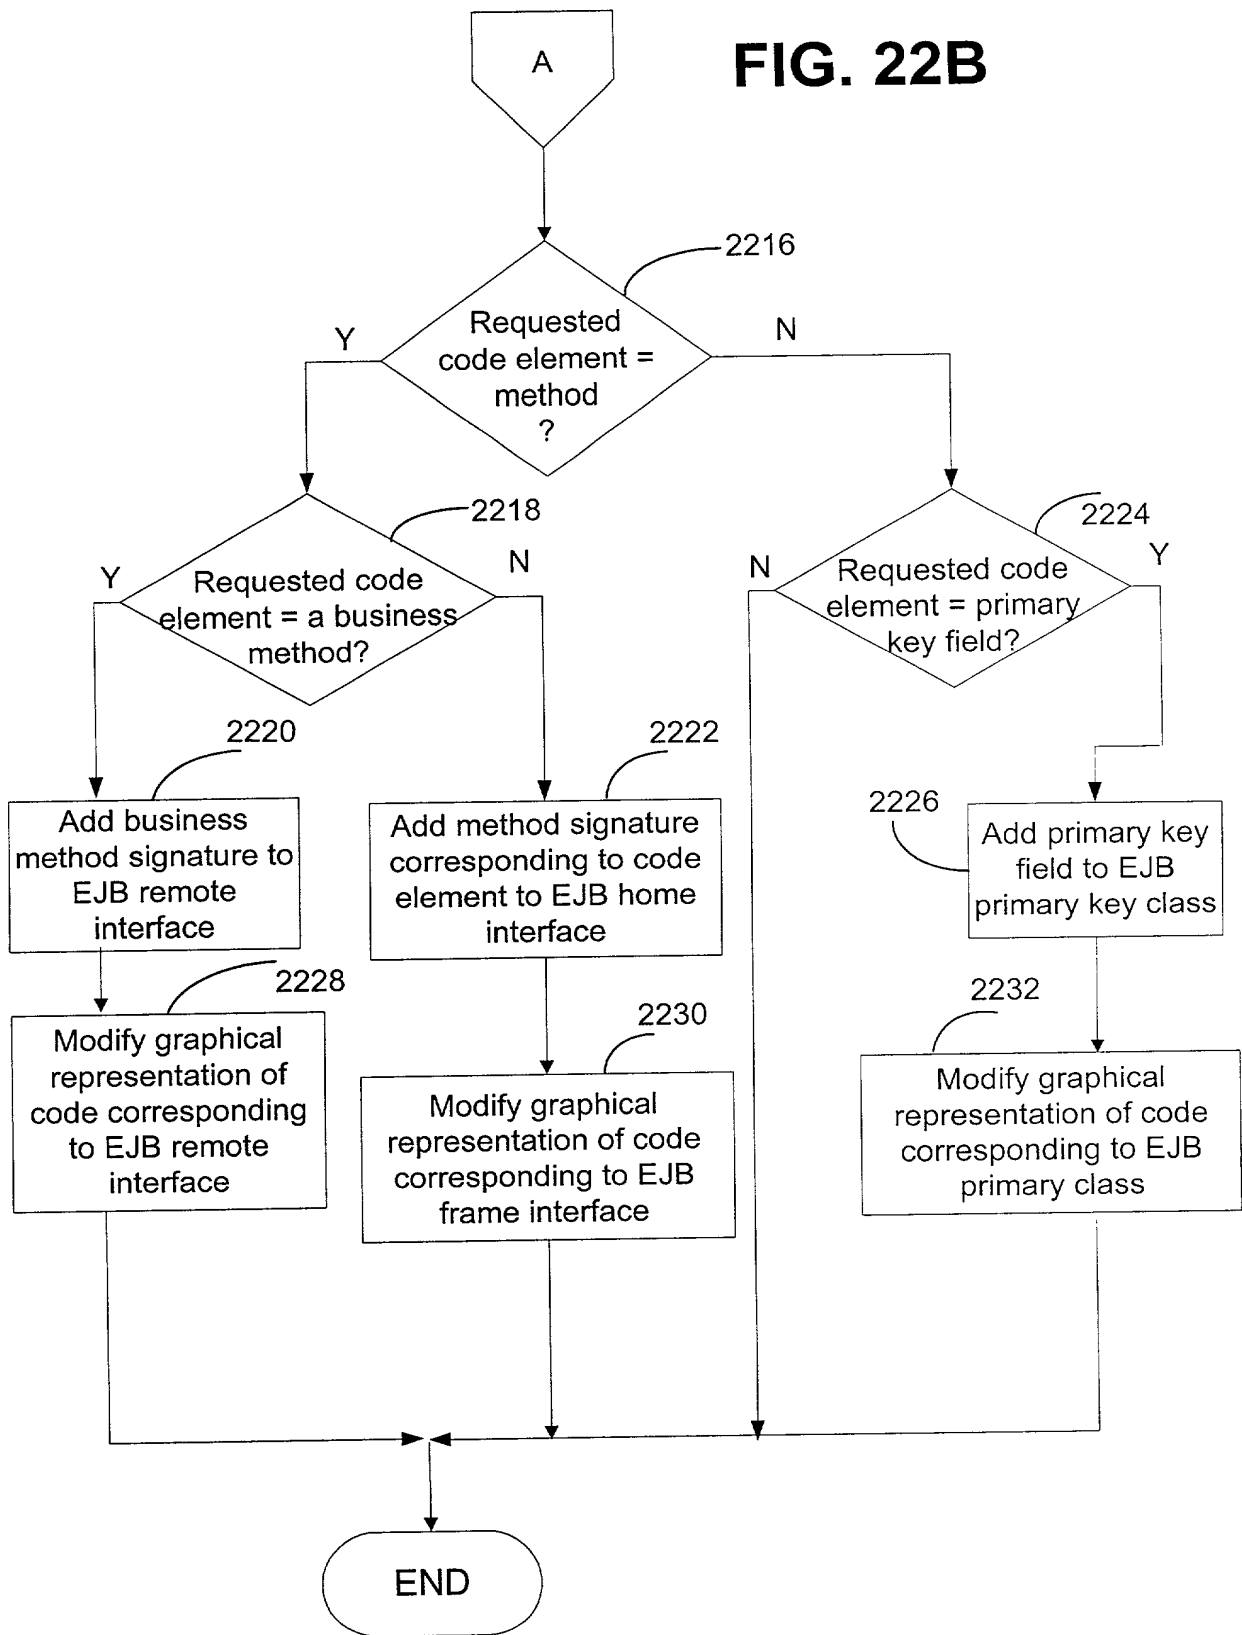 A
FIG. 22B
2216
Requested
code element =
method
?
Y
N
2218
Requested code
element = a business
method?
Y
N
2224
Requested code
element = primary
key field?
N
Y
2220
Add business
method signature to
EJB remote
interface
2222
Add method signature
corresponding to code
element to EJB home
interface
2226
Add primary key
field to EJB
primary key class
2228
Modify graphical
representation of
code corresponding
to EJB remote
interface
2230
Modify graphical
representation of code
corresponding to EJB
frame interface
2232
Modify graphical
representation of code
corresponding to EJB
primary class
END